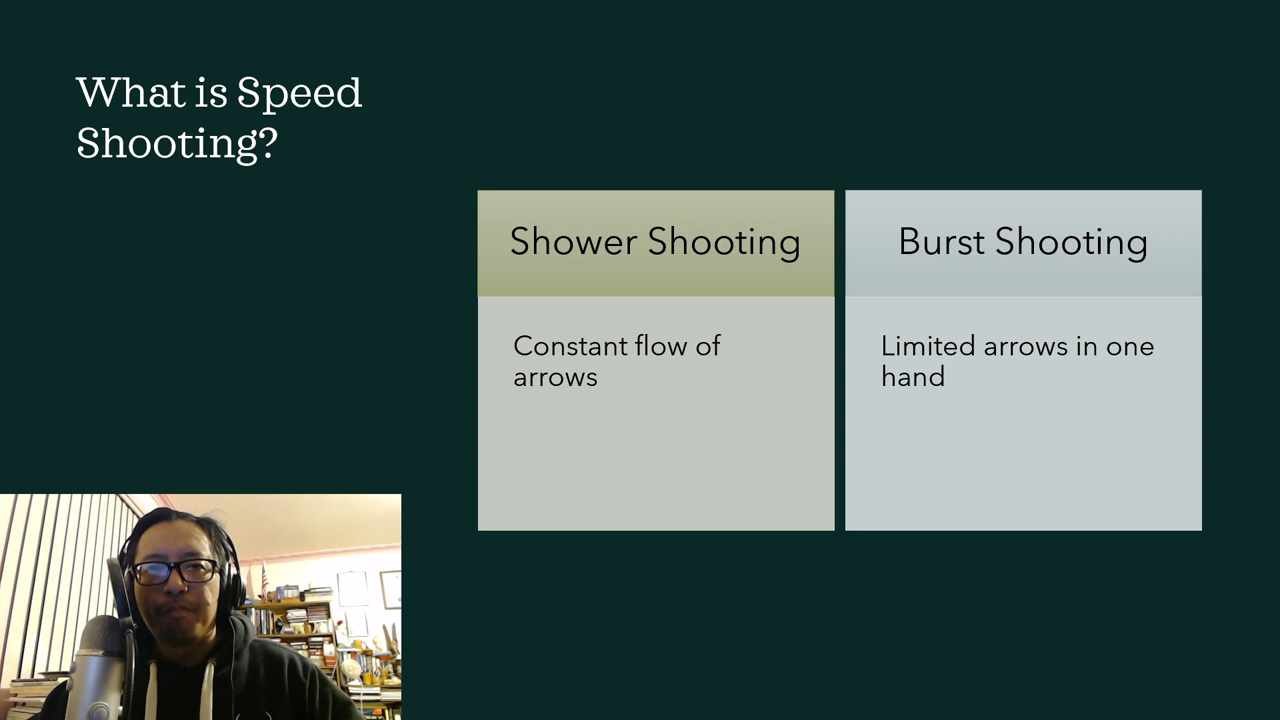 What is Speed
Shooting?
Shower Shooting
Constant flow of
arrows
Burst Shooting
Limited arrows in one
hand